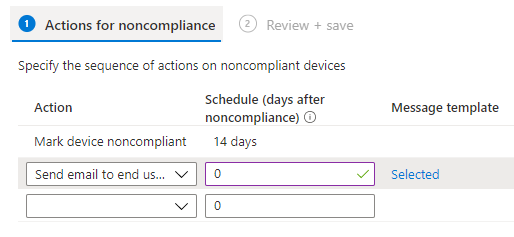 1 Actions for noncompliance 2 Review + save
Specify the sequence of actions on noncompliant devices
Action Schedule (days after noncompliance) Message template
Mark device noncompliant 14 days
Send email to end us... 0 Selected
0